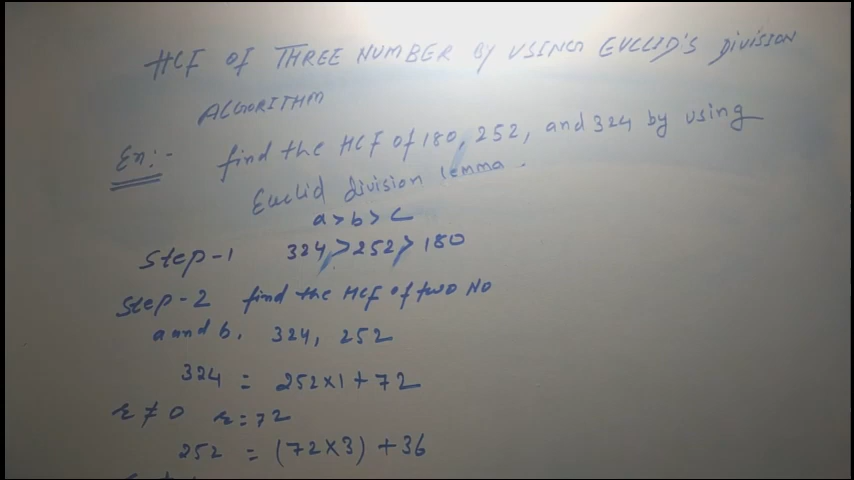 HCF OF THREE NUMBER By USING EUCLID'S DIVISION
ALGORITHM
Ex:- find the HCF of 180, 252, and 324 by using
Euclid division lemma.
a > b > c
Step-1 324 > 252 > 180
Step-2 find the HCF of two No
a and b. 324, 252
324 = 252×1 + 72
r ≠ 0 r = 72
252 = (72×3) + 36